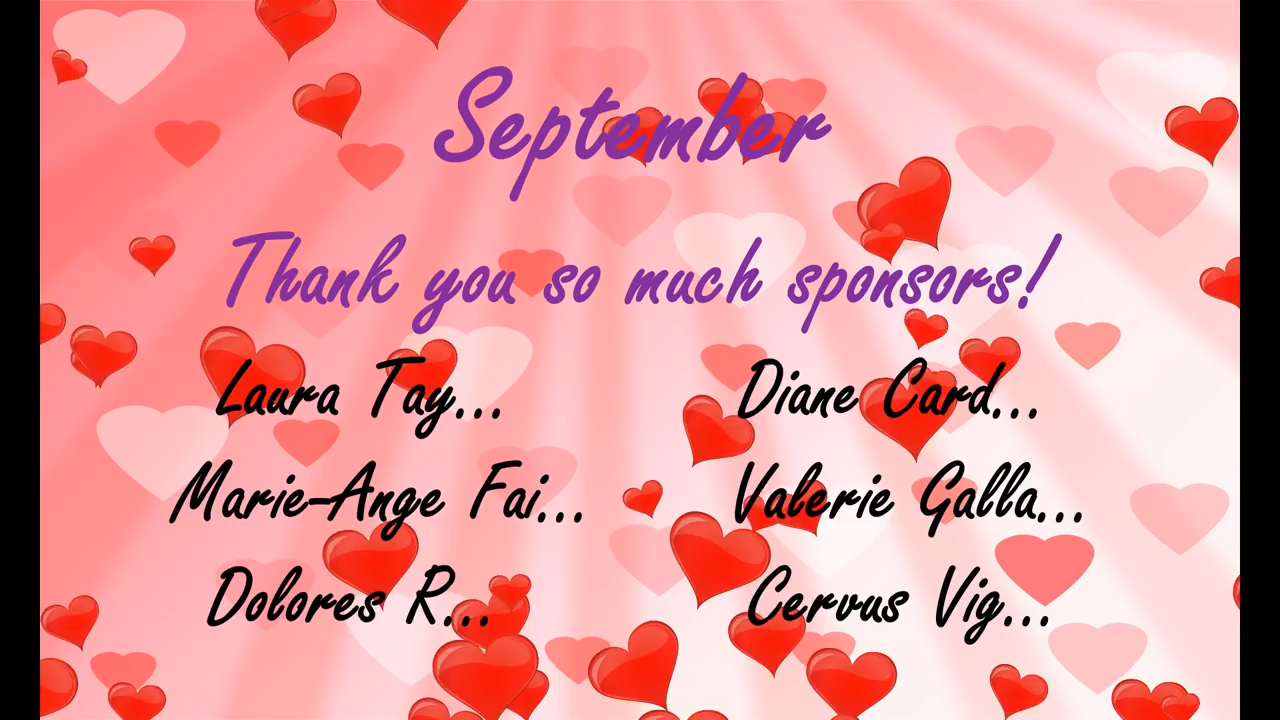 September
Thank you so much sponsors!
Laura Tay... Diane Card...
Marie-Ange Fai... Valerie Galla...
Dolores R... Cervus Vig...